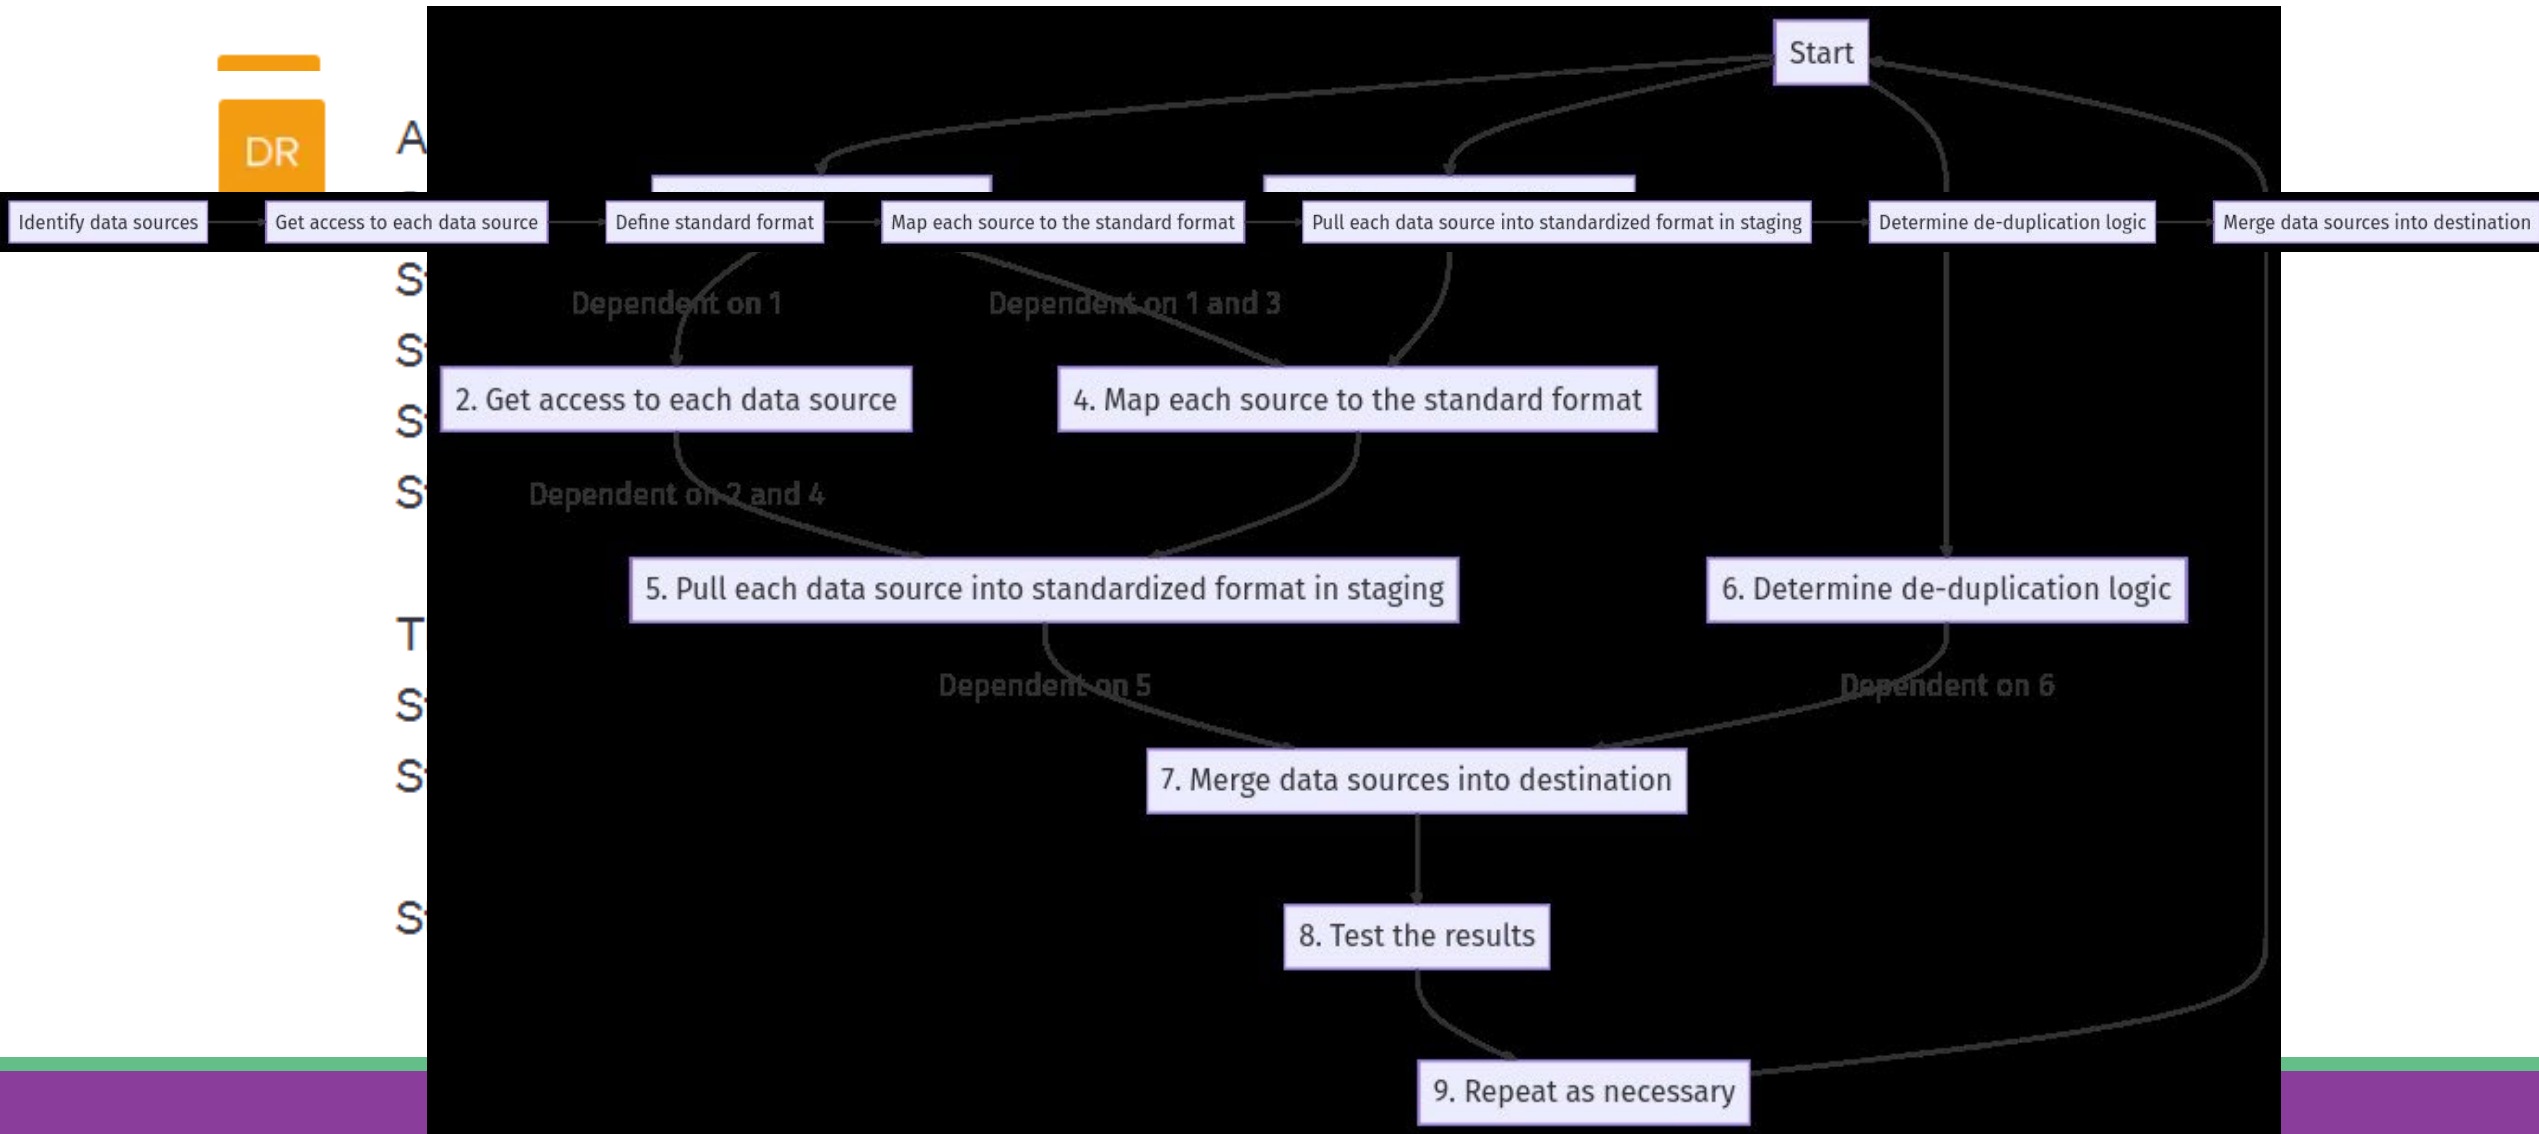 Start
DR
A
Identify data sources
Get access to each data source
Define standard format
Map each source to the standard format
Pull each data source into standardized format in staging
Determine de-duplication logic
Merge data sources into destination
S
Dependent on 1
Dependent on 1 and 3
S
2. Get access to each data source
4. Map each source to the standard format
S
S
Dependent on 2 and 4
5. Pull each data source into standardized format in staging
6. Determine de-duplication logic
T
S
Dependent on 5
Dependent on 6
S
7. Merge data sources into destination
S
8. Test the results
9. Repeat as necessary